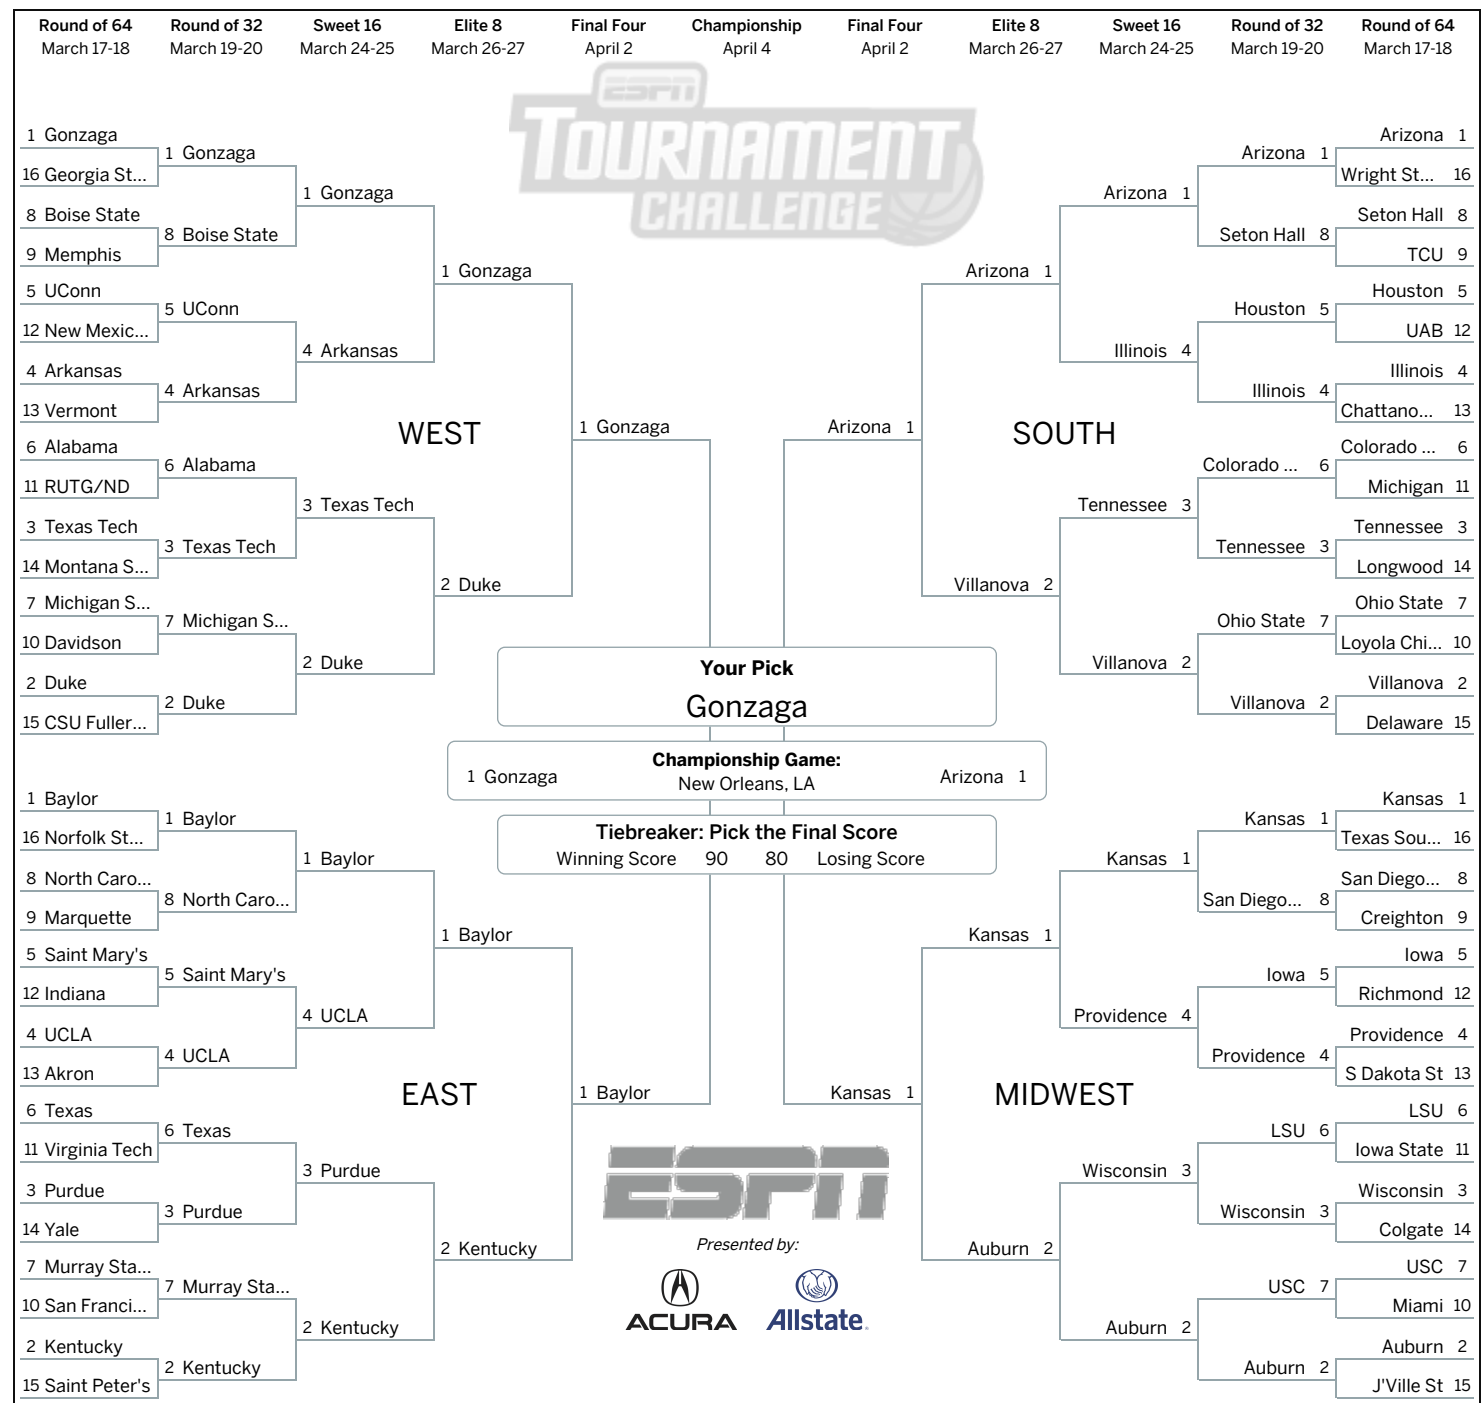 Round of 64 Round of 32 Sweet 16 Elite 8 Final Four Championship Final Four Elite 8 Sweet 16 Round of 32 Round of 64
March 17-18 March 19-20 March 24-25 March 26-27 April 2 April 4 April 2 March 26-27 March 24-25 March 19-20 March 17-18
ESPN
TOURNAMENT
CHALLENGE
1 Gonzaga
16 Georgia St...
8 Boise State
9 Memphis
5 UConn
12 New Mexic...
4 Arkansas
13 Vermont
6 Alabama
11 RUTG/ND
3 Texas Tech
14 Montana S...
7 Michigan S...
10 Davidson
2 Duke
15 CSU Fuller...
1 Gonzaga
8 Boise State
5 UConn
4 Arkansas
6 Alabama
3 Texas Tech
7 Michigan S...
2 Duke
1 Gonzaga
4 Arkansas
3 Texas Tech
2 Duke
1 Gonzaga
2 Duke
WEST
1 Gonzaga
Arizona 1
SOUTH
Arizona 1
Villanova 2
Arizona 1
Illinois 4
Tennessee 3
Villanova 2
Arizona 1
Seton Hall 8
Houston 5
Illinois 4
Colorado ... 6
Tennessee 3
Ohio State 7
Villanova 2
Arizona 1
Wright St... 16
Seton Hall 8
TCU 9
Houston 5
UAB 12
Illinois 4
Chattano... 13
Colorado ... 6
Michigan 11
Tennessee 3
Longwood 14
Ohio State 7
Loyola Chi... 10
Villanova 2
Delaware 15
Your Pick
Gonzaga
Championship Game:
1 Gonzaga New Orleans, LA Arizona 1
Tiebreaker: Pick the Final Score
Winning Score 90 80 Losing Score
1 Baylor
16 Norfolk St...
8 North Caro...
9 Marquette
5 Saint Mary's
12 Indiana
4 UCLA
13 Akron
6 Texas
11 Virginia Tech
3 Purdue
14 Yale
7 Murray Sta...
10 San Franci...
2 Kentucky
15 Saint Peter's
1 Baylor
8 North Caro...
5 Saint Mary's
4 UCLA
6 Texas
3 Purdue
7 Murray Sta...
2 Kentucky
1 Baylor
4 UCLA
3 Purdue
2 Kentucky
1 Baylor
2 Kentucky
EAST
1 Baylor
Kansas 1
MIDWEST
Kansas 1
Auburn 2
Kansas 1
Providence 4
Wisconsin 3
Auburn 2
Kansas 1
San Diego... 8
Iowa 5
Providence 4
LSU 6
Wisconsin 3
USC 7
Auburn 2
Kansas 1
Texas Sou... 16
San Diego... 8
Creighton 9
Iowa 5
Richmond 12
Providence 4
S Dakota St 13
LSU 6
Iowa State 11
Wisconsin 3
Colgate 14
USC 7
Miami 10
Auburn 2
J'Ville St 15
ESPN
Presented by:
ACURA Allstate.